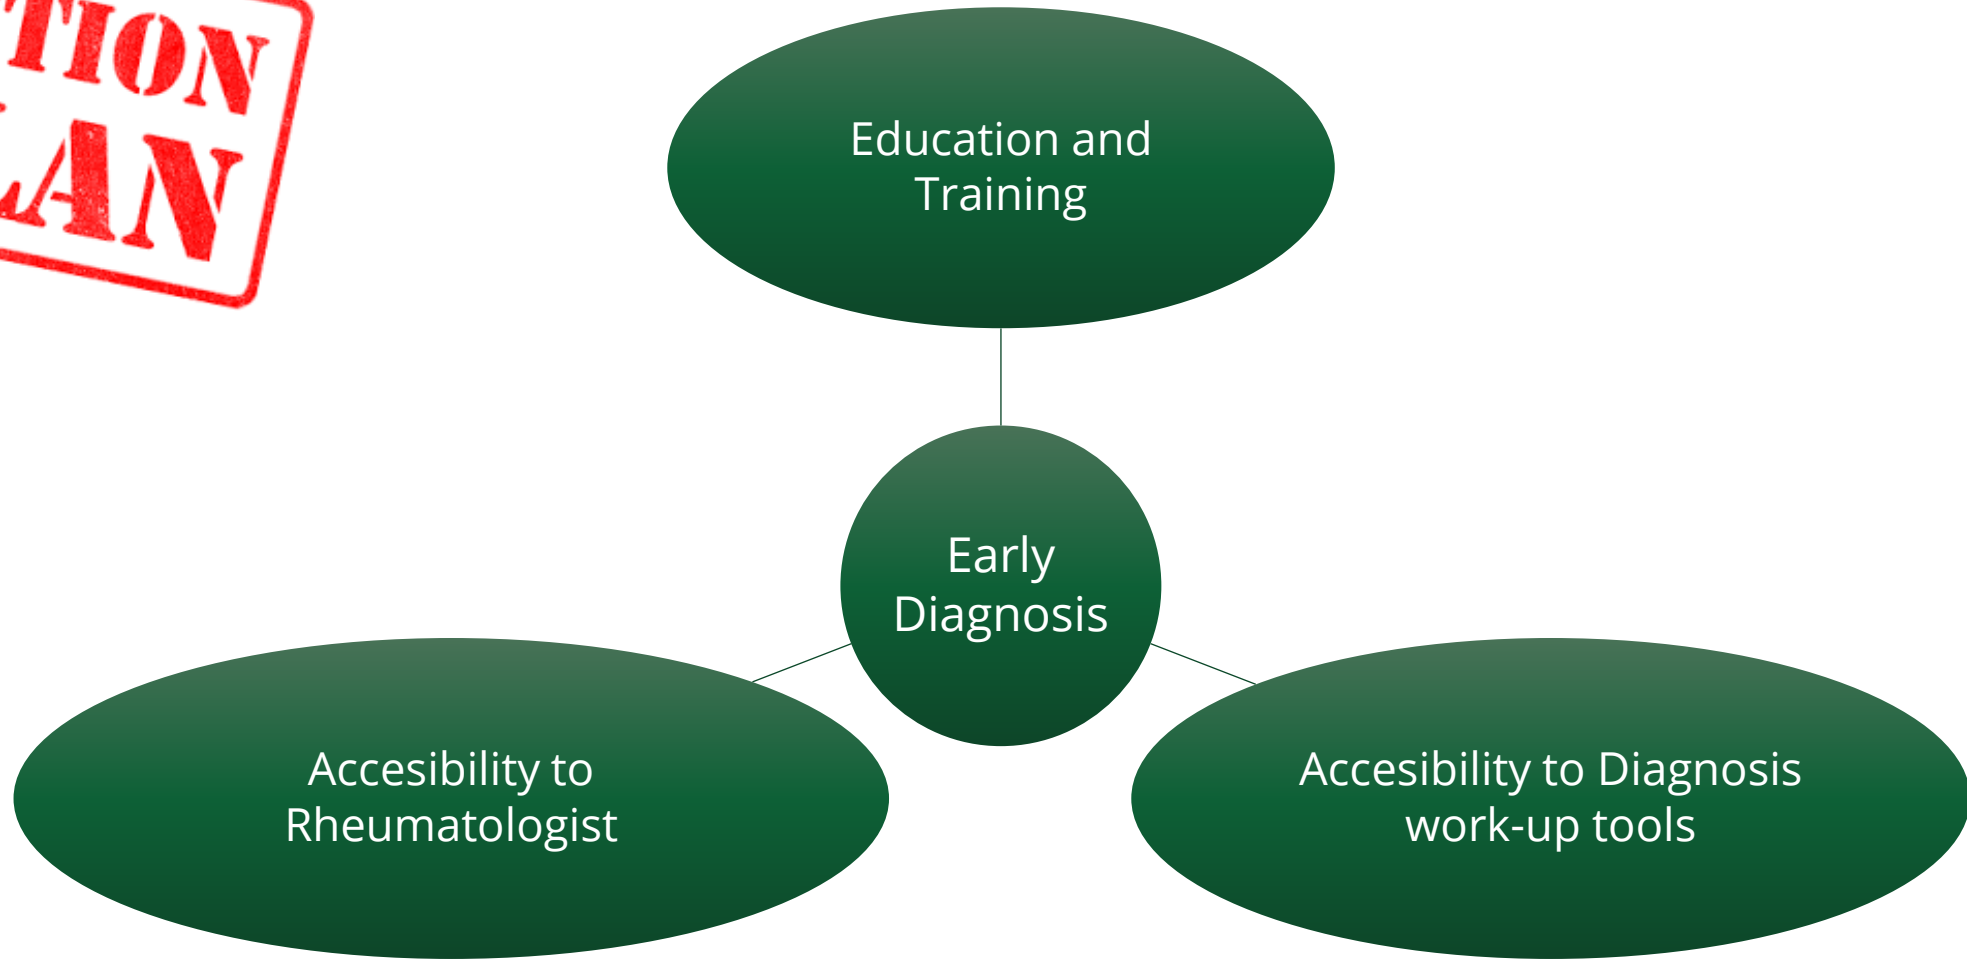 TION
LAN
Education and
Training
Early
Diagnosis
Accesibility to
Rheumatologist
Accesibility to Diagnosis
work-up tools